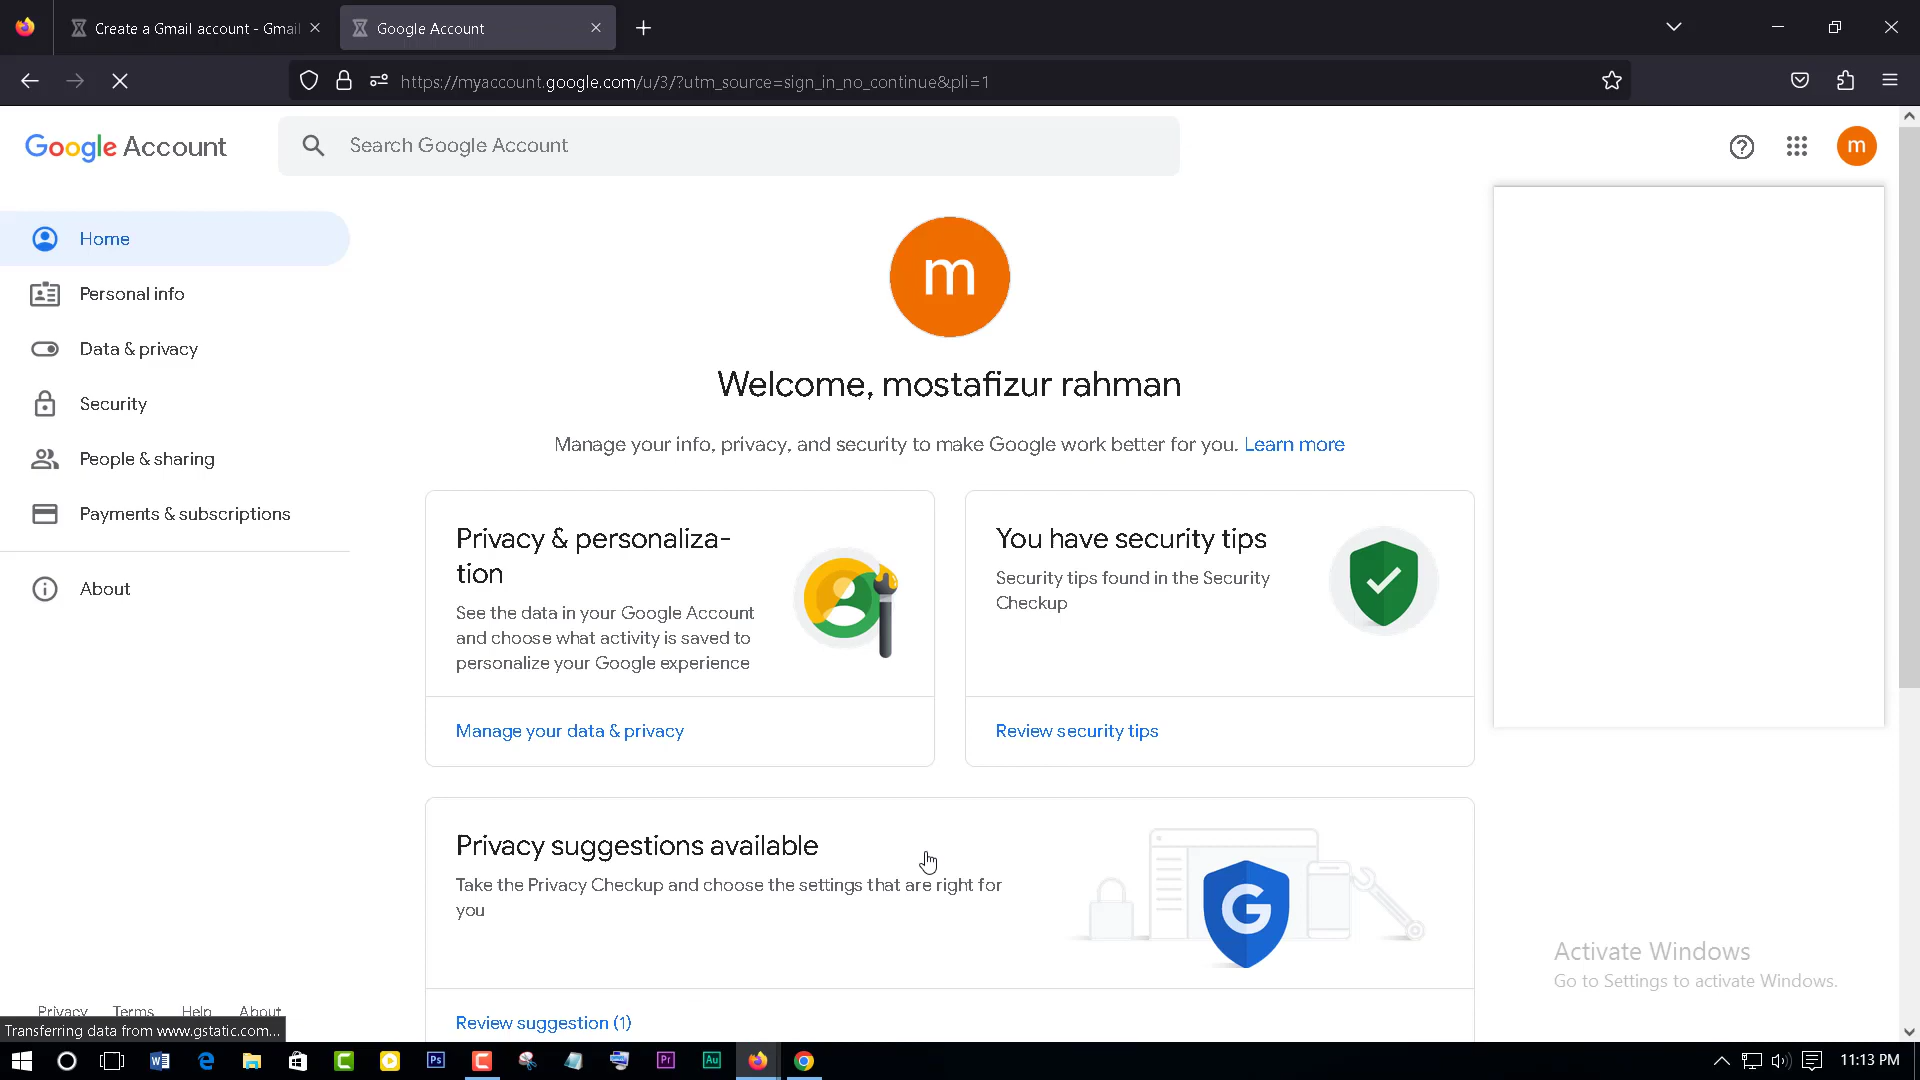 Create a Gmail account - Gmail
Google Account
https://myaccount.google.com/u/3/?utm_source=sign_in_no_continue&pli=1
Google Account
Search Google Account
m
Home
Personal info
Data & privacy
Security
People & sharing
Payments & subscriptions
About
m
Welcome, mostafizur rahman
Manage your info, privacy, and security to make Google work better for you. Learn more
Privacy & personaliza-
tion
See the data in your Google Account
and choose what activity is saved to
personalize your Google experience
Manage your data & privacy
You have security tips
Security tips found in the Security
Checkup
Review security tips
Privacy suggestions available
Take the Privacy Checkup and choose the settings that are right for
you
G
Review suggestion (1)
Activate Windows
Go to Settings to activate Windows.
Privacy Terms Help About
Transferring data from www.gstatic.com...
Ps
Pr
Au
11:13 PM